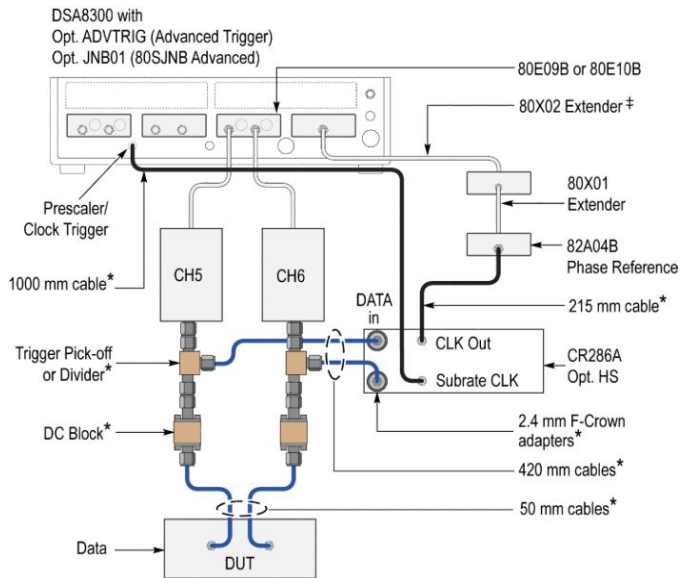 DSA8300 with
Opt. ADVTRIG (Advanced Trigger)
Opt. JNB01 (80SJNB Advanced)
80E09B or 80E10B
80X02 Extender ‡
80X01
Extender
Prescaler/
Clock Trigger
82A04B
Phase Reference
CH5
CH6
1000 mm cable*
DATA
in
215 mm cable*
CLK Out
Trigger Pick-off
or Divider*
CR286A
Opt. HS
Subrate CLK
DC Block*
2.4 mm F-Crown
adapters*
420 mm cables*
50 mm cables*
Data
DUT